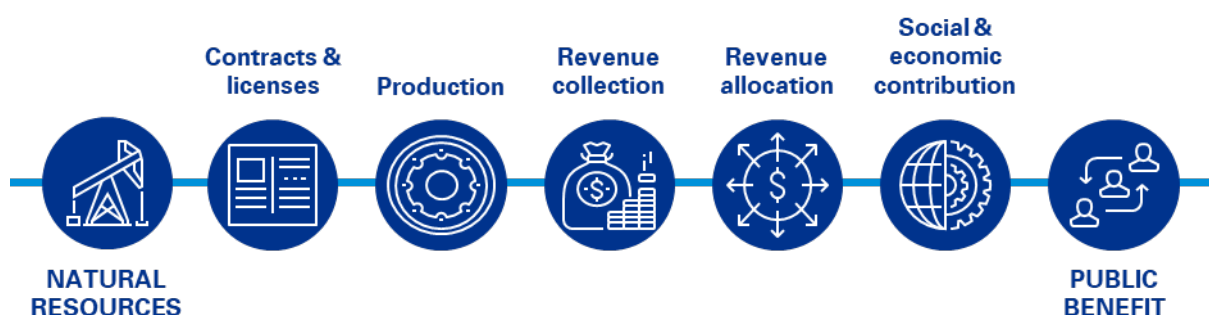 Contracts &
licenses
Production
Revenue
collection
Revenue
allocation
Social &
economic
contribution
$
$
NATURAL
RESOURCES
PUBLIC
BENEFIT